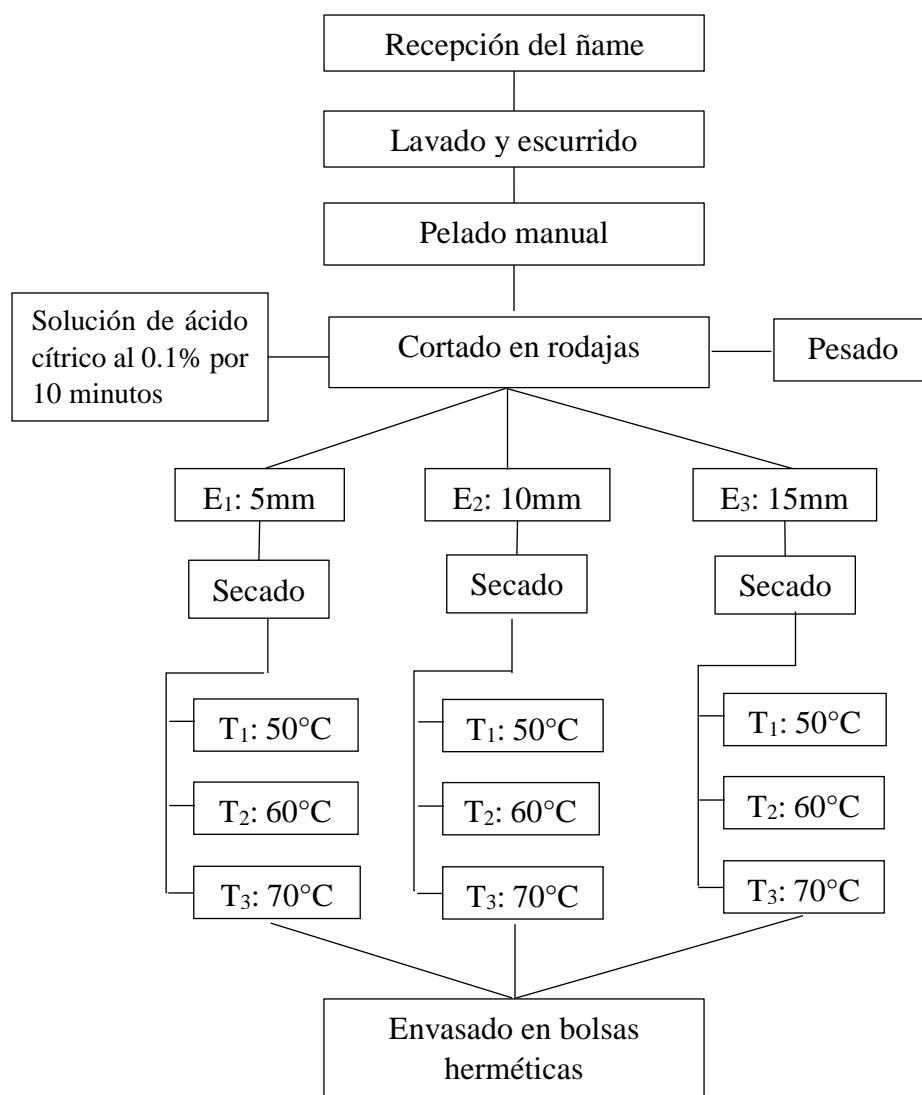 Recepción del ñame
Lavado y escurrido
Pelado manual
Solución de ácido
cítrico al 0.1% por
10 minutos
Cortado en rodajas
Pesado
E₁: 5mm
E₂: 10mm
E₃: 15mm
Secado
Secado
Secado
T₁: 50°C
T₁: 50°C
T₁: 50°C
T₂: 60°C
T₂: 60°C
T₂: 60°C
T₃: 70°C
T₃: 70°C
T₃: 70°C
Envasado en bolsas
herméticas